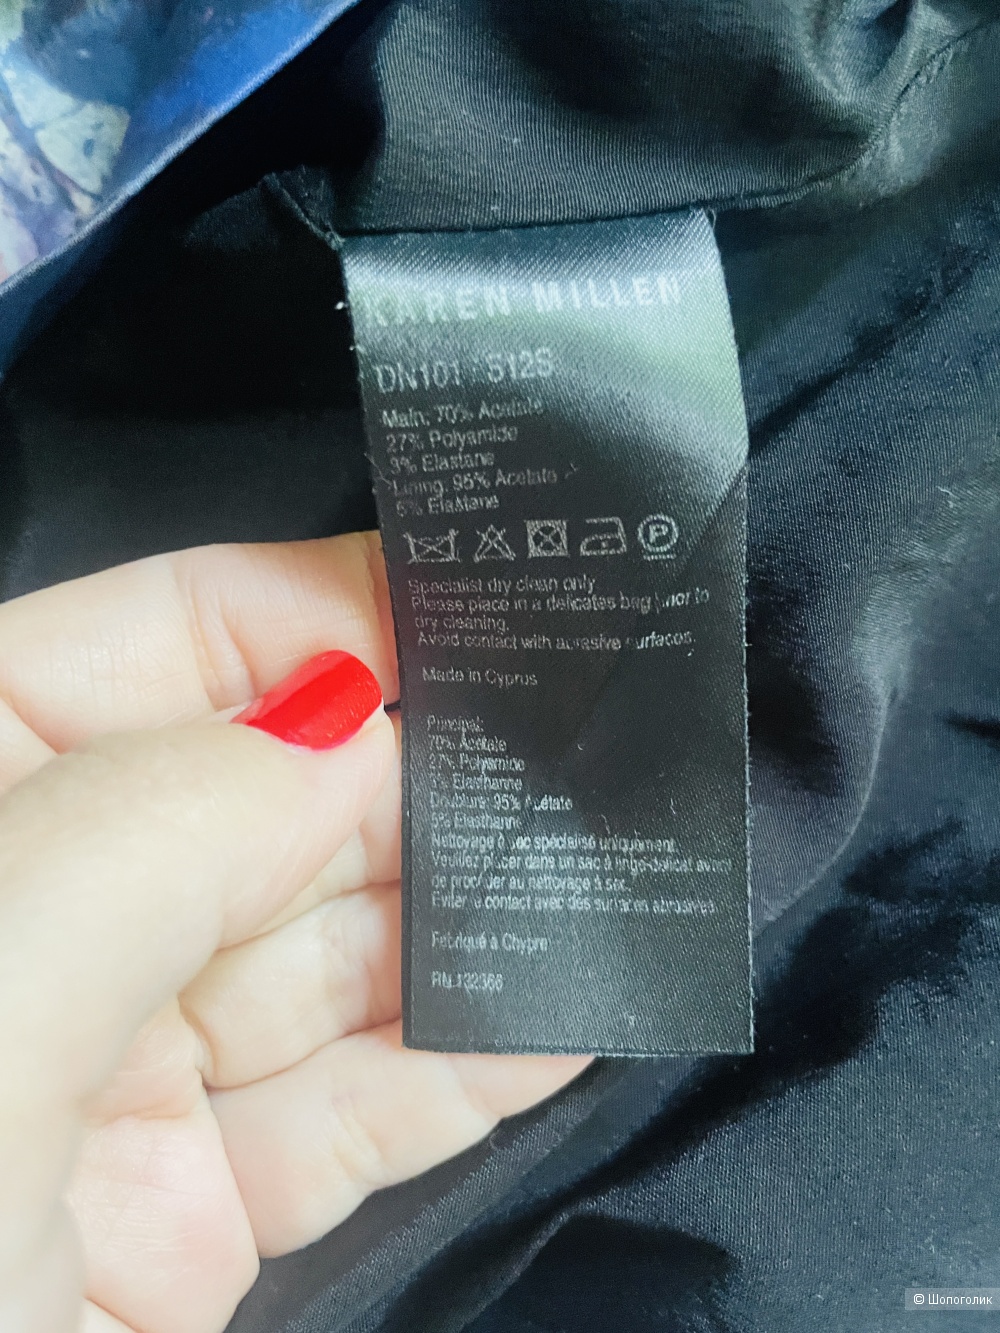 KAREN MILLEN
DN101 512S
Main: 70% Acetate
27% Polyamide
3% Elastane
Lining: 95% Acetate
5% Elastane
P
Specialist dry clean only
Please place in a delicates bag prior to
dry cleaning.
Avoid contact with abrasive surfaces.
Made in Cyprus
Principal:
70% Acétate
27% Polyamide
3% Elasthanne
Doublure: 95% Acétate
5% Elasthanne
Nettoyage à sec spécialisé uniquement.
Veuillez placer dans un sac à linge délicat avant
de procéder au nettoyage à sec.
Eviter le contact avec des surfaces abrasives
Fabriqué à Chypre
RN 132366
© Шопоголик